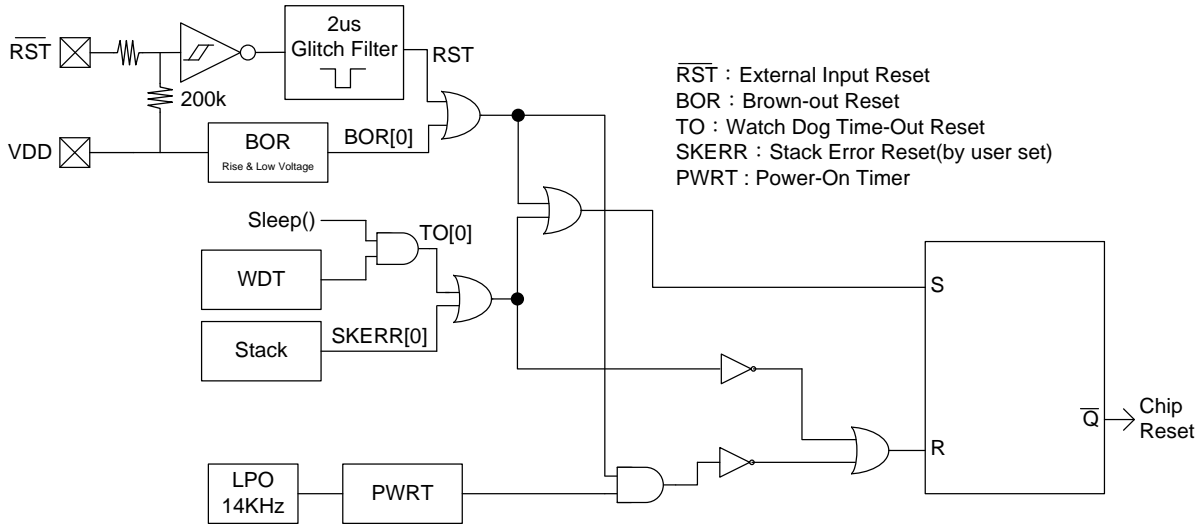 RST
VDD
200k
2us
Glitch Filter
RST
BOR
Rise & Low Voltage
BOR[0]
RST：External Input Reset
BOR：Brown-out Reset
TO：Watch Dog Time-Out Reset
SKERR：Stack Error Reset(by user set)
PWRT : Power-On Timer
Sleep()
TO[0]
WDT
Stack
SKERR[0]
LPO
14KHz
PWRT
S
R
Q
Chip
Reset